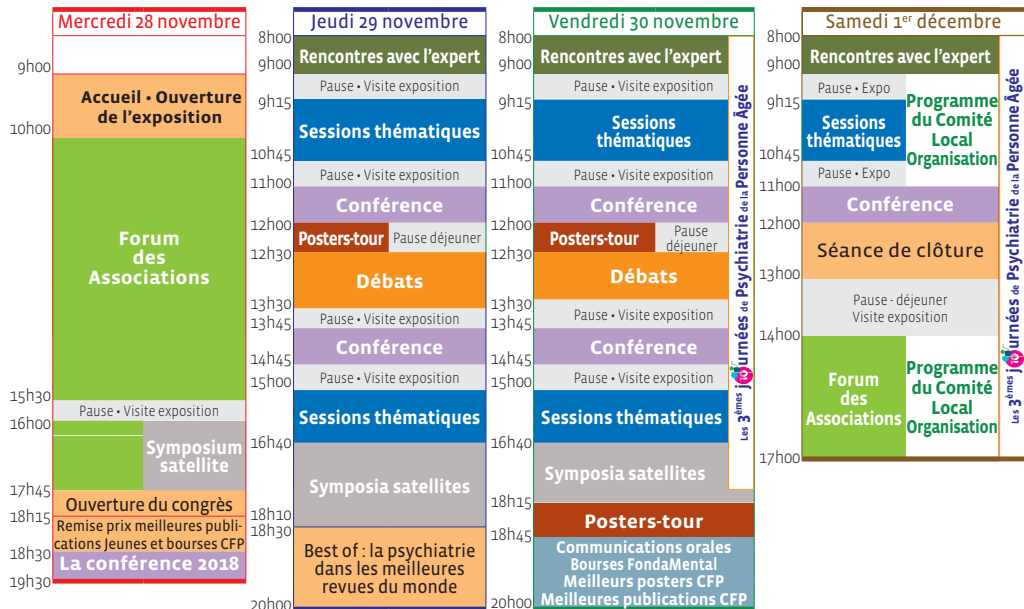 Mercredi 28 novembre
9h00
Accueil • Ouverture
de l'exposition
10h00
Forum
des
Associations
15h30
Pause • Visite exposition
16h00
Symposium
satellite
17h45
Ouverture du congrès
18h15
Remise prix meilleures publi-
cations Jeunes et bourses CFP
18h30
La conférence 2018
19h30
Jeudi 29 novembre
8h00
Rencontres avec l'expert
9h00
Pause • Visite exposition
9h15
Sessions thématiques
10h45
Pause • Visite exposition
11h00
Conférence
12h00
Posters-tour
Pause déjeuner
12h30
Débats
13h30
Pause • Visite exposition
13h45
Conférence
14h45
Pause • Visite exposition
15h00
Sessions thématiques
16h40
Symposia satellites
18h10
18h30
Best of : la psychiatrie
dans les meilleures
revues du monde
20h00
Vendredi 30 novembre
8h00
Rencontres avec l'expert
9h00
Pause • Visite exposition
9h15
Sessions
thématiques
10h45
Pause • Visite exposition
11h00
Conférence
12h00
Posters-tour
Pause
déjeuner
12h30
Débats
13h30
Pause • Visite exposition
13h45
Conférence
14h45
Pause • Visite exposition
15h00
Sessions thématiques
16h40
Symposia satellites
18h15
Posters-tour
18h45
Communications orales
Bourses FondaMental
Meilleurs posters CFP
Meilleures publications CFP
20h00
Les 3èmes journées de Psychiatrie de la Personne Âgée
Samedi 1er décembre
8h00
Rencontres avec l'expert
9h00
Pause • Expo
9h15
Sessions
thématiques
10h45
Pause • Expo
Programme
du Comité
Local
Organisation
11h00
Conférence
12h00
Séance de clôture
13h00
Pause - déjeuner
Visite exposition
14h00
Forum
des
Associations
Programme
du Comité
Local
Organisation
17h00
Les 3èmes journées de Psychiatrie de la Personne Âgée